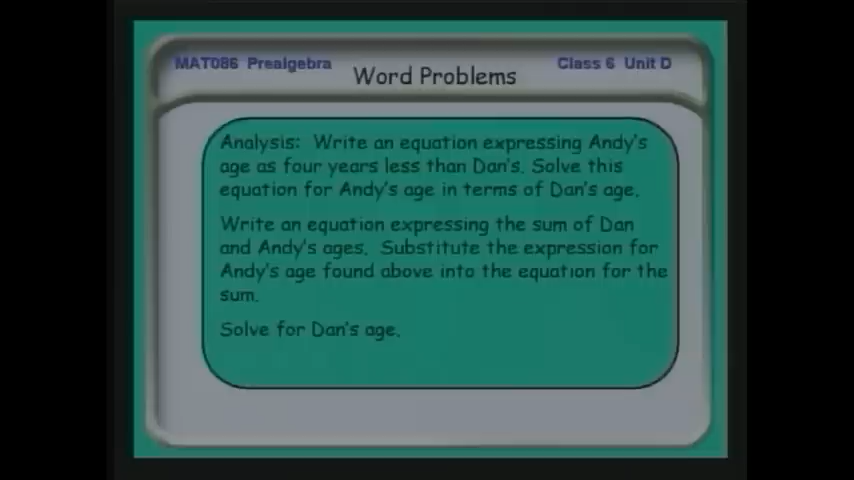 MAT086 Prealgebra
Word Problems
Class 6 Unit D
Analysis: Write an equation expressing Andy's
age as four years less than Dan's. Solve this
equation for Andy's age in terms of Dan's age.
Write an equation expressing the sum of Dan
and Andy's ages. Substitute the expression for
Andy's age found above into the equation for the
sum.
Solve for Dan's age.